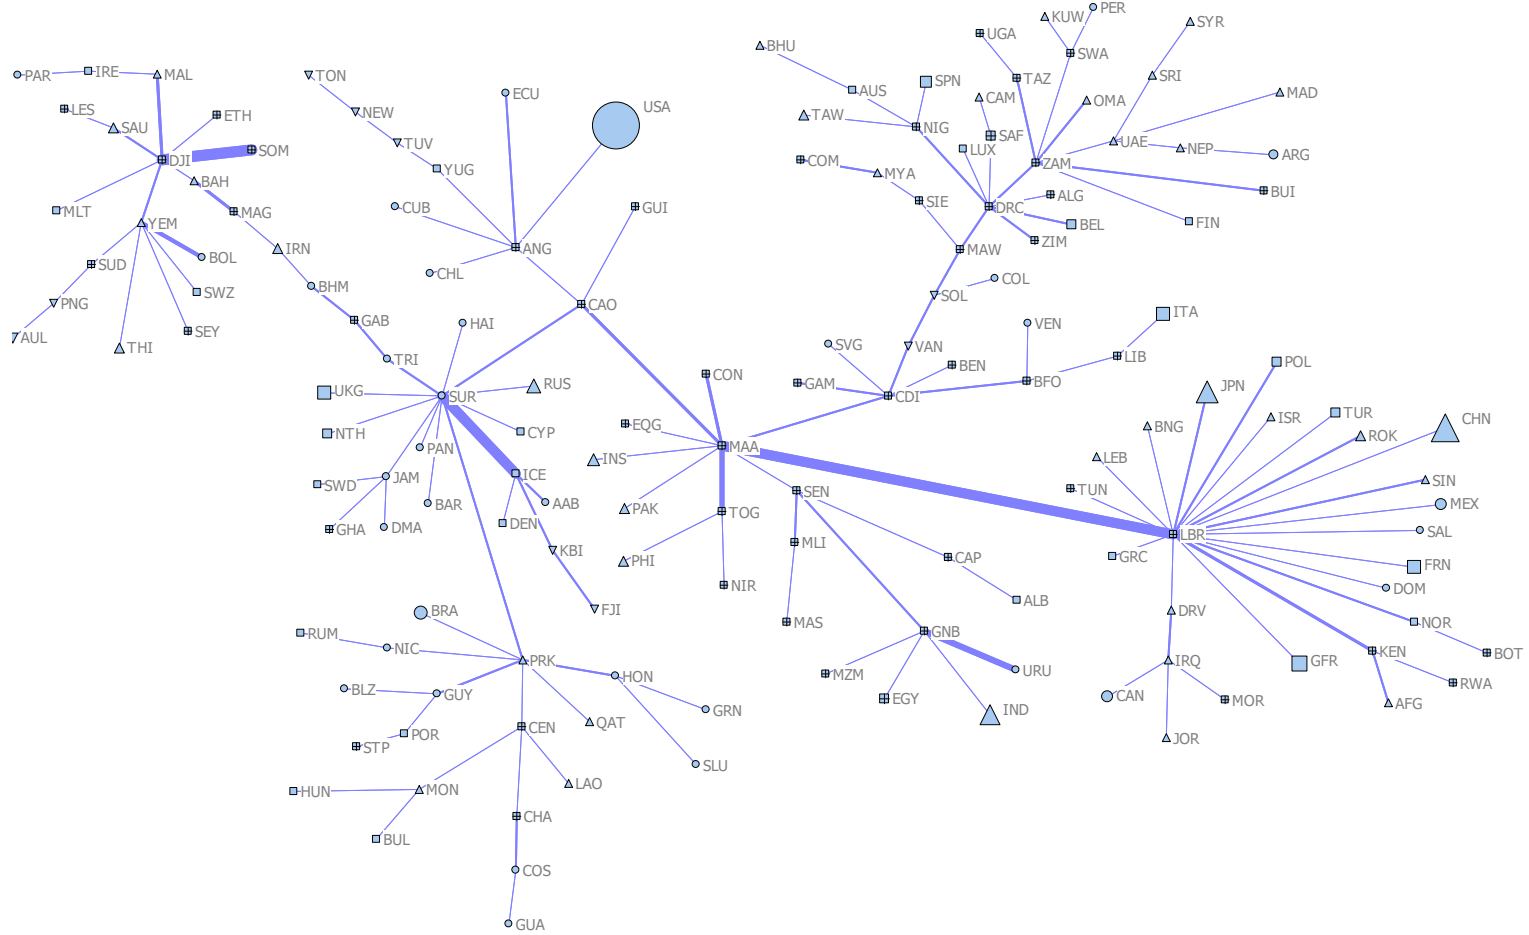 PER
KUW
SYR
UGA
BHU
SWA
PAR
IRE
MAL
TON
TAZ
SRI
SPN
AUS
ECU
MAD
CAM
OMA
USA
LES
NEW
TAW
ETH
SAU
NIG
SAF
TUV
UAE
LUX
NEP
SOM
ARG
DJI
COM
ZAM
YUG
MYA
BAH
BUI
ALG
SIE
CUB
GUI
DRC
MLT
MAG
YEM
BEL
FIN
ZIM
IRN
ANG
MAW
BOL
SUD
CHL
COL
BHM
SWZ
SOL
PNG
CAO
ITA
GAB
HAI
VEN
SEY
AUL
SVG
VAN
THI
LIB
TRI
POL
BEN
CON
GAM
BFO
RUS
JPN
UKG
SUR
CDI
TUR
ISR
CHN
EQG
BNG
CYP
NTH
ROK
PAN
MAA
LEB
INS
ICE
JAM
SIN
SWD
TUN
SEN
AAB
BAR
MEX
PAK
TOG
DEN
DMA
GHA
SAL
LBR
MLI
KBI
GRC
CAP
PHI
FRN
NIR
DOM
ALB
FJI
BRA
DRV
MAS
NOR
RUM
GNB
NIC
KEN
BOT
PRK
IRQ
GFR
URU
MZM
HON
RWA
BLZ
GUY
CAN
EGY
MOR
AFG
GRN
IND
QAT
CEN
POR
JOR
STP
SLU
LAO
MON
HUN
CHA
BUL
COS
GUA